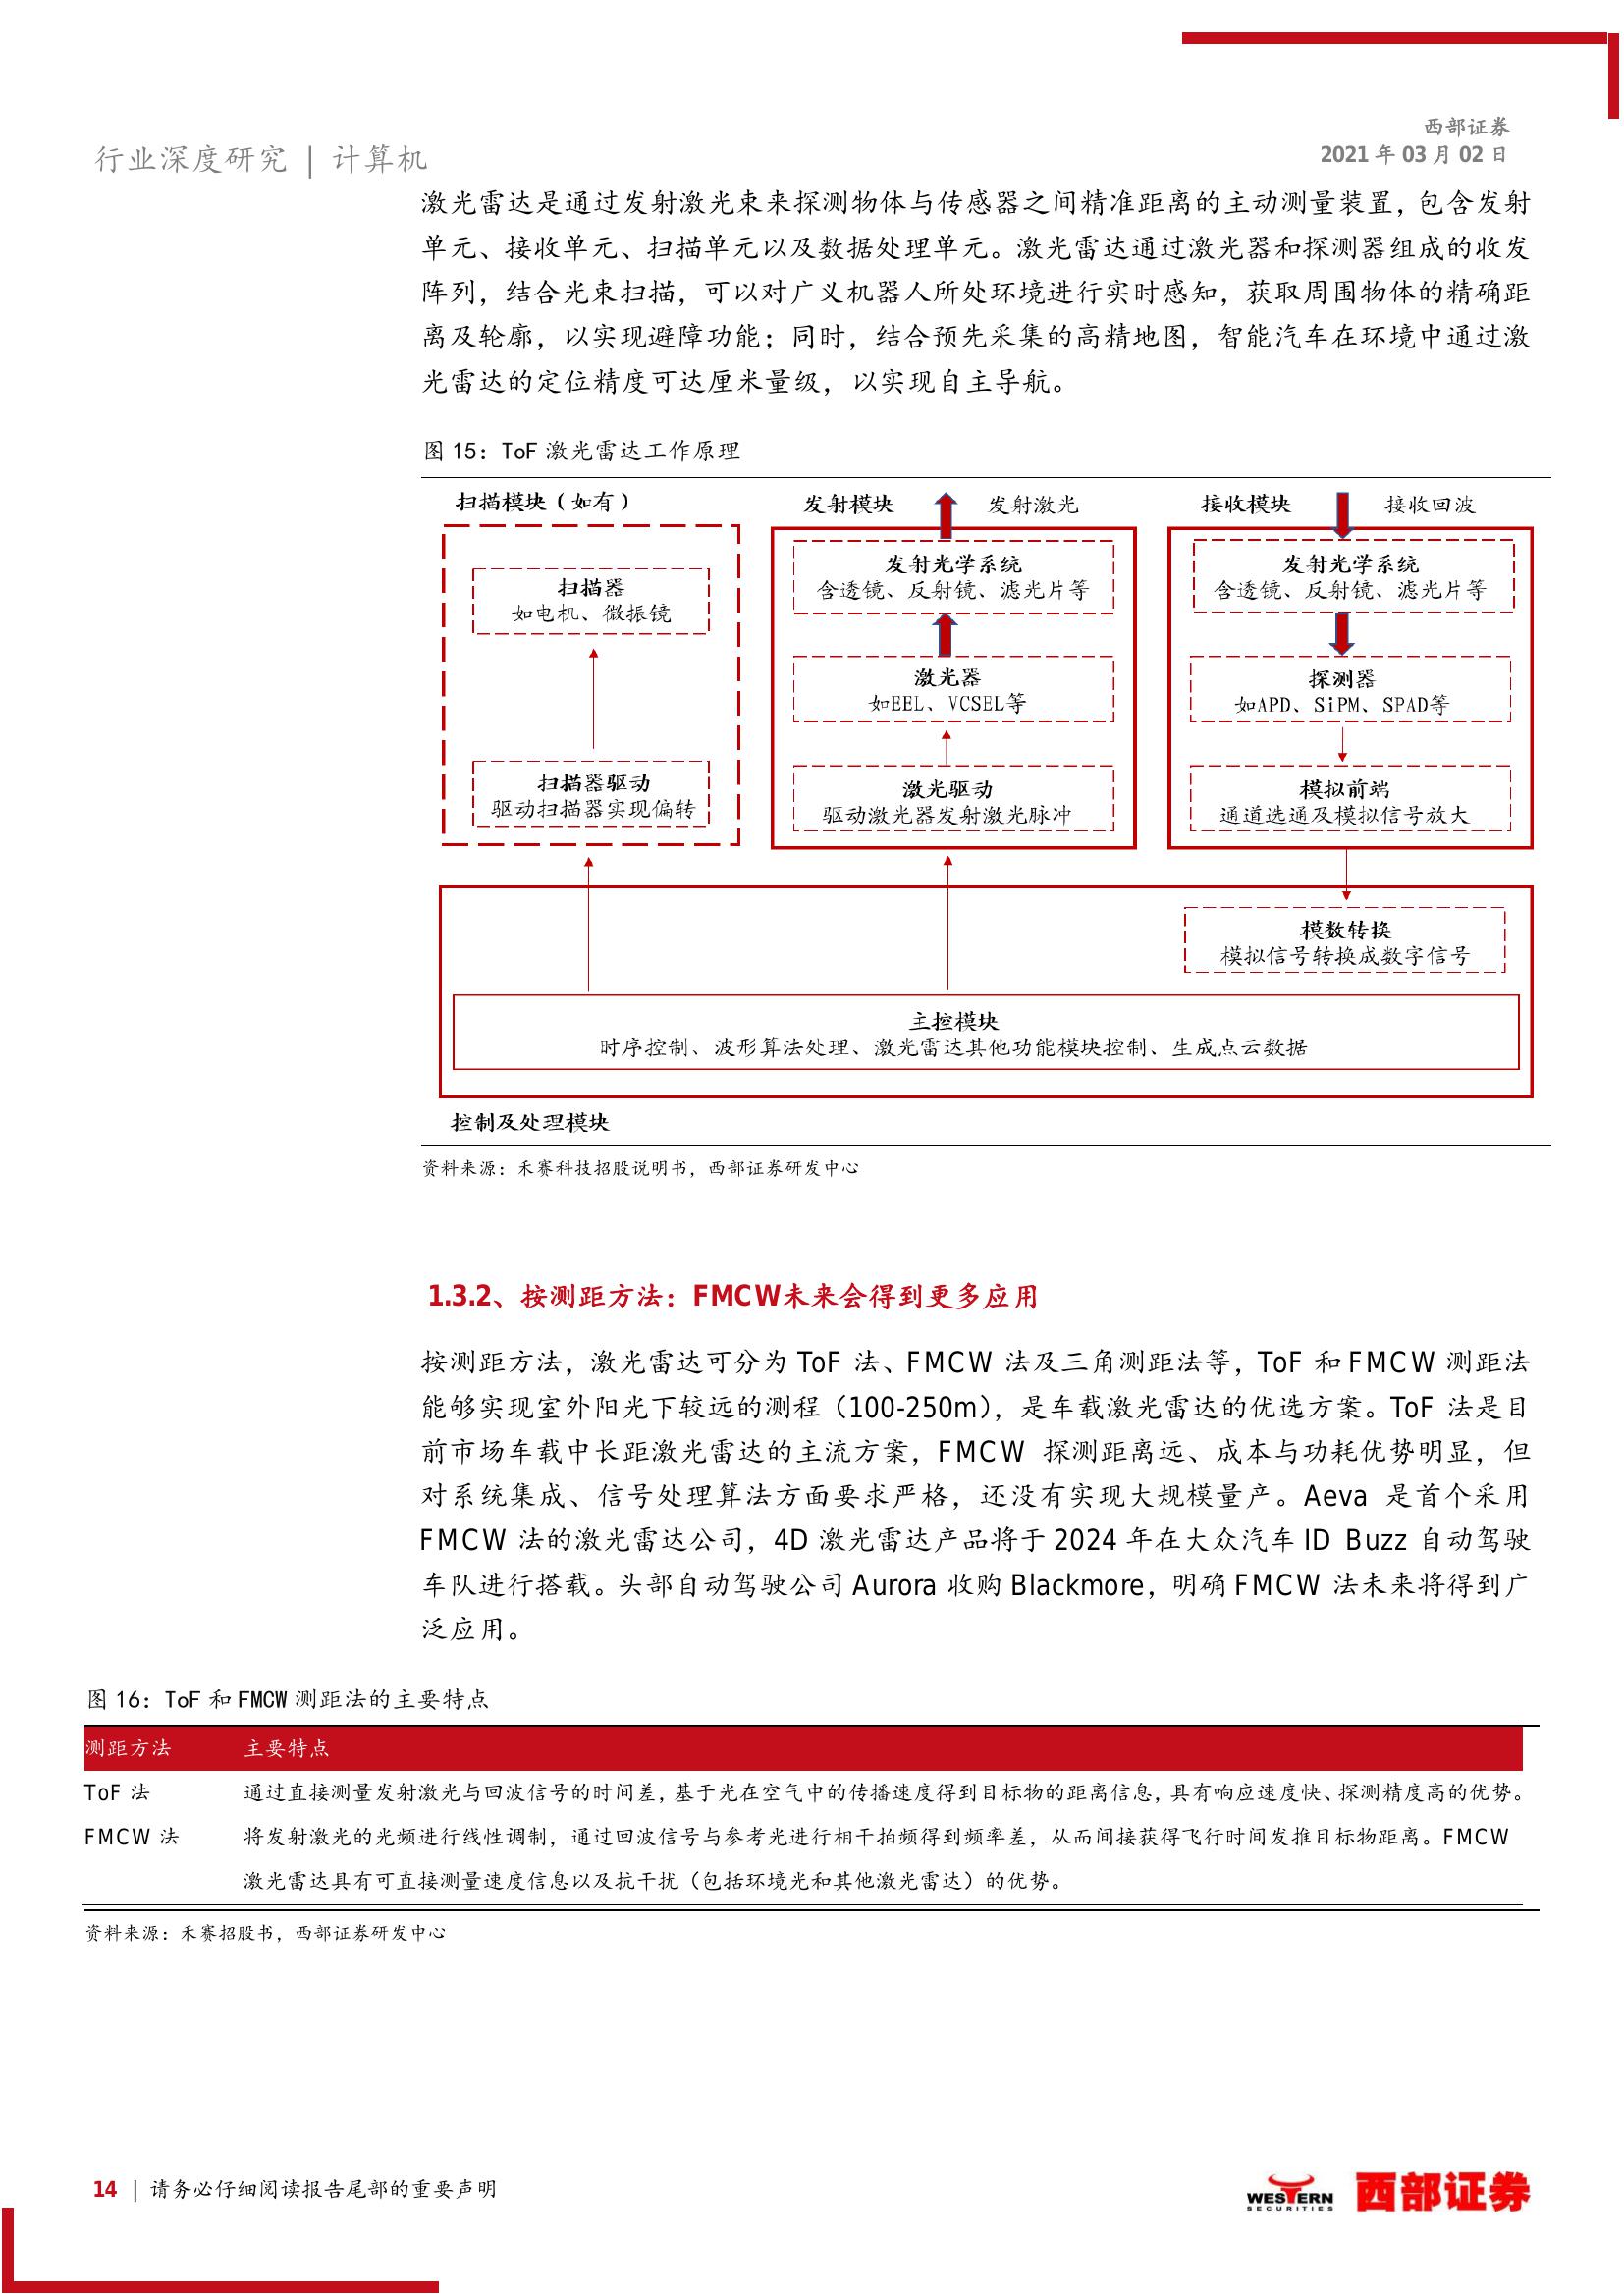 西部证券
行业深度研究 | 计算机
2021 年 03 月 02 日
激光雷达是通过发射激光束来探测物体与传感器之间精准距离的主动测量装置，包含发射
单元、接收单元、扫描单元以及数据处理单元。激光雷达通过激光器和探测器组成的收发
阵列，结合光束扫描，可以对广义机器人所处环境进行实时感知，获取周围物体的精确距
离及轮廓，以实现避障功能；同时，结合预先采集的高精地图，智能汽车在环境中通过激
光雷达的定位精度可达厘米量级，以实现自主导航。
图 15：ToF 激光雷达工作原理
扫描模块（如有）
扫描器
如电机、微振镜
扫描器驱动
驱动扫描器实现偏转
发射模块
发射激光
发射光学系统
含透镜、反射镜、滤光片等
激光器
如EEL、VCSEL等
激光驱动
驱动激光器发射激光脉冲
接收模块
接收回波
发射光学系统
含透镜、反射镜、滤光片等
探测器
如APD、SiPM、SPAD等
模拟前端
通道选通及模拟信号放大
模数转换
模拟信号转换成数字信号
主控模块
时序控制、波形算法处理、激光雷达其他功能模块控制、生成点云数据
控制及处理模块
资料来源：禾赛科技招股说明书，西部证券研发中心
1.3.2、按测距方法：FMCW未来会得到更多应用
按测距方法，激光雷达可分为 ToF 法、FMCW 法及三角测距法等，ToF 和 FMCW 测距法
能够实现室外阳光下较远的测程（100-250m），是车载激光雷达的优选方案。ToF 法是目
前市场车载中长距激光雷达的主流方案，FMCW 探测距离远、成本与功耗优势明显，但
对系统集成、信号处理算法方面要求严格，还没有实现大规模量产。Aeva 是首个采用
FMCW 法的激光雷达公司，4D 激光雷达产品将于 2024 年在大众汽车 ID Buzz 自动驾驶
车队进行搭载。头部自动驾驶公司 Aurora 收购 Blackmore，明确 FMCW 法未来将得到广
泛应用。
图 16：ToF 和 FMCW 测距法的主要特点
测距方法 主要特点
ToF 法 通过直接测量发射激光与回波信号的时间差，基于光在空气中的传播速度得到目标物的距离信息，具有响应速度快、探测精度高的优势。
FMCW 法 将发射激光的光频进行线性调制，通过回波信号与参考光进行相干拍频得到频率差，从而间接获得飞行时间发推目标物距离。FMCW
激光雷达具有可直接测量速度信息以及抗干扰（包括环境光和其他激光雷达）的优势。
资料来源：禾赛招股书，西部证券研发中心
14 | 请务必仔细阅读报告尾部的重要声明
WESTERN
SECURITIES
西部证券